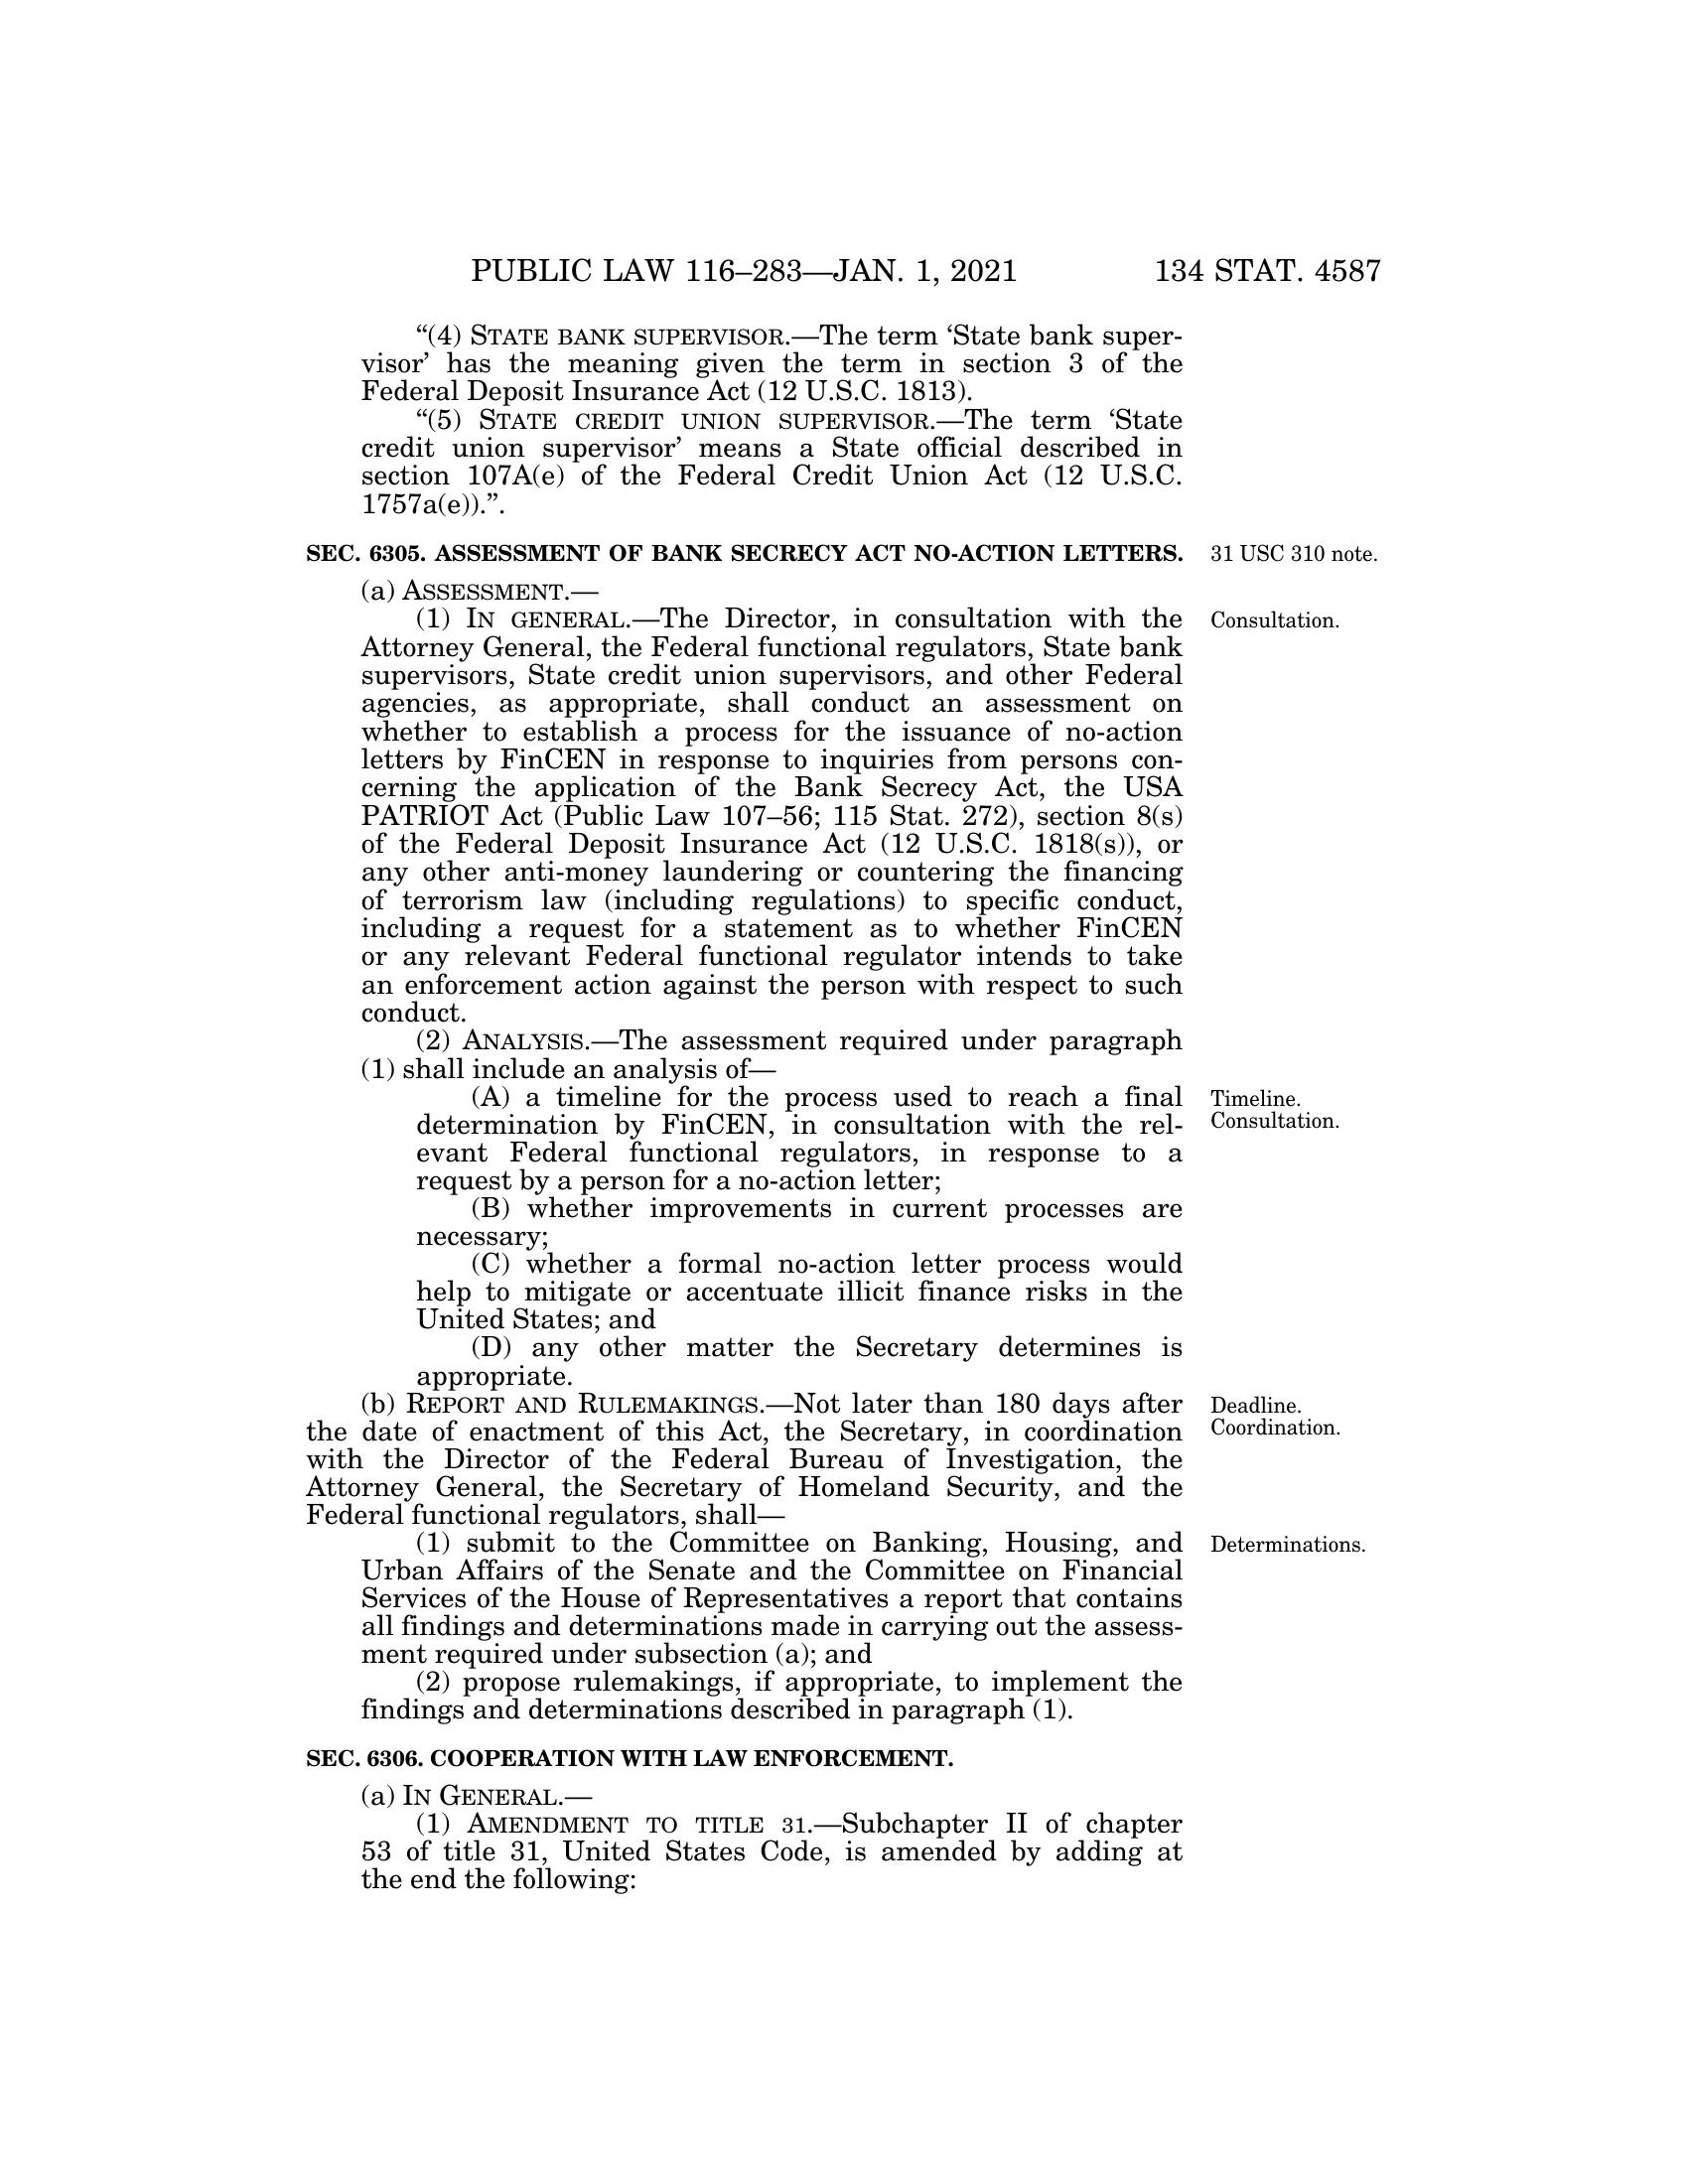 PUBLIC LAW 116–283—JAN. 1, 2021 134 STAT. 4587
“(4) STATE BANK SUPERVISOR.—The term ‘State bank super-
visor’ has the meaning given the term in section 3 of the
Federal Deposit Insurance Act (12 U.S.C. 1813).
“(5) STATE CREDIT UNION SUPERVISOR.—The term ‘State
credit union supervisor’ means a State official described in
section 107A(e) of the Federal Credit Union Act (12 U.S.C.
1757a(e)).”.
SEC. 6305. ASSESSMENT OF BANK SECRECY ACT NO-ACTION LETTERS. 31 USC 310 note.
(a) ASSESSMENT.—
(1) IN GENERAL.—The Director, in consultation with the Consultation.
Attorney General, the Federal functional regulators, State bank
supervisors, State credit union supervisors, and other Federal
agencies, as appropriate, shall conduct an assessment on
whether to establish a process for the issuance of no-action
letters by FinCEN in response to inquiries from persons con-
cerning the application of the Bank Secrecy Act, the USA
PATRIOT Act (Public Law 107–56; 115 Stat. 272), section 8(s)
of the Federal Deposit Insurance Act (12 U.S.C. 1818(s)), or
any other anti-money laundering or countering the financing
of terrorism law (including regulations) to specific conduct,
including a request for a statement as to whether FinCEN
or any relevant Federal functional regulator intends to take
an enforcement action against the person with respect to such
conduct.
(2) ANALYSIS.—The assessment required under paragraph
(1) shall include an analysis of—
(A) a timeline for the process used to reach a final Timeline.
determination by FinCEN, in consultation with the rel- Consultation.
evant Federal functional regulators, in response to a
request by a person for a no-action letter;
(B) whether improvements in current processes are
necessary;
(C) whether a formal no-action letter process would
help to mitigate or accentuate illicit finance risks in the
United States; and
(D) any other matter the Secretary determines is
appropriate.
(b) REPORT AND RULEMAKINGS.—Not later than 180 days after Deadline.
the date of enactment of this Act, the Secretary, in coordination Coordination.
with the Director of the Federal Bureau of Investigation, the
Attorney General, the Secretary of Homeland Security, and the
Federal functional regulators, shall—
(1) submit to the Committee on Banking, Housing, and Determinations.
Urban Affairs of the Senate and the Committee on Financial
Services of the House of Representatives a report that contains
all findings and determinations made in carrying out the assess-
ment required under subsection (a); and
(2) propose rulemakings, if appropriate, to implement the
findings and determinations described in paragraph (1).
SEC. 6306. COOPERATION WITH LAW ENFORCEMENT.
(a) IN GENERAL.—
(1) AMENDMENT TO TITLE 31.—Subchapter II of chapter
53 of title 31, United States Code, is amended by adding at
the end the following: